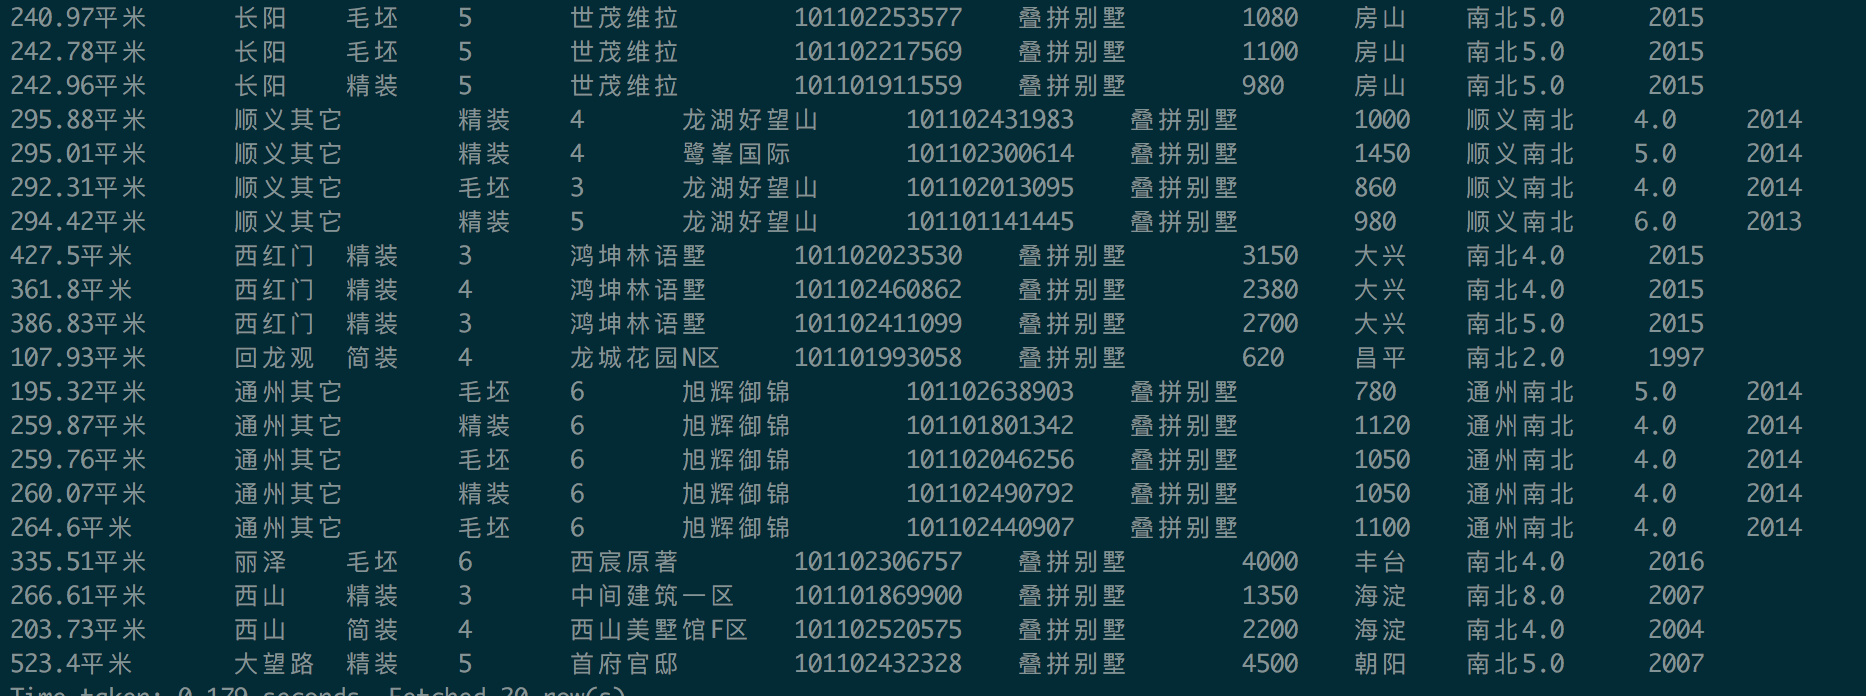 240.97平米 长阳 毛坯 5 世茂维拉 101102253577 叠拼别墅 1080 房山 南北5.0 2015
242.78平米 长阳 毛坯 5 世茂维拉 101102217569 叠拼别墅 1100 房山 南北5.0 2015
242.96平米 长阳 精装 5 世茂维拉 101101911559 叠拼别墅 980 房山 南北5.0 2015
295.88平米 顺义其它 精装 4 龙湖好望山 101102431983 叠拼别墅 1000 顺义南北 4.0 2014
295.01平米 顺义其它 精装 4 鹭峯国际 101102300614 叠拼别墅 1450 顺义南北 5.0 2014
292.31平米 顺义其它 毛坯 3 龙湖好望山 101102013095 叠拼别墅 860 顺义南北 4.0 2014
294.42平米 顺义其它 精装 5 龙湖好望山 101101141445 叠拼别墅 980 顺义南北 6.0 2013
427.5平米 西红门 精装 3 鸿坤林语墅 101102023530 叠拼别墅 3150 大兴 南北4.0 2015
361.8平米 西红门 精装 4 鸿坤林语墅 101102460862 叠拼别墅 2380 大兴 南北4.0 2015
386.83平米 西红门 精装 3 鸿坤林语墅 101102411099 叠拼别墅 2700 大兴 南北5.0 2015
107.93平米 回龙观 简装 4 龙城花园N区 101101993058 叠拼别墅 620 昌平 南北2.0 1997
195.32平米 通州其它 毛坯 6 旭辉御锦 101102638903 叠拼别墅 780 通州南北 5.0 2014
259.87平米 通州其它 精装 6 旭辉御锦 101101801342 叠拼别墅 1120 通州南北 4.0 2014
259.76平米 通州其它 毛坯 6 旭辉御锦 101102046256 叠拼别墅 1050 通州南北 4.0 2014
260.07平米 通州其它 精装 6 旭辉御锦 101102490792 叠拼别墅 1050 通州南北 4.0 2014
264.6平米 通州其它 毛坯 6 旭辉御锦 101102440907 叠拼别墅 1100 通州南北 4.0 2014
335.51平米 丽泽 毛坯 6 西宸原著 101102306757 叠拼别墅 4000 丰台 南北4.0 2016
266.61平米 西山 精装 3 中间建筑一区 101101869900 叠拼别墅 1350 海淀 南北8.0 2007
203.73平米 西山 简装 4 西山美墅馆F区 101102520575 叠拼别墅 2200 海淀 南北4.0 2004
523.4平米 大望路 精装 5 首府官邸 101102432328 叠拼别墅 4500 朝阳 南北5.0 2007
Time taken: 0.179 seconds, Fetched 20 row(s)